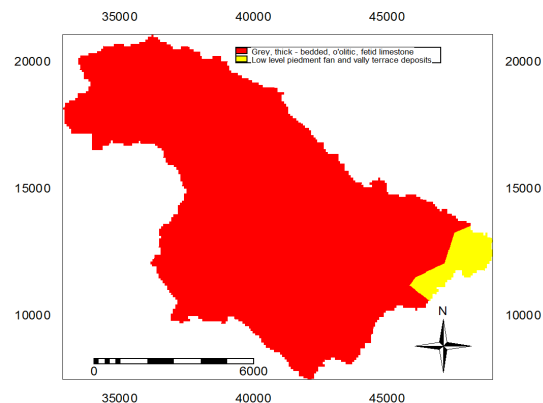 35000 40000 45000
Grey, thick - bedded, o'olitic, fetid limestone
Low level piedment fan and vally terrace deposits
20000 20000
15000 15000
10000 10000
N
0 6000
35000 40000 45000